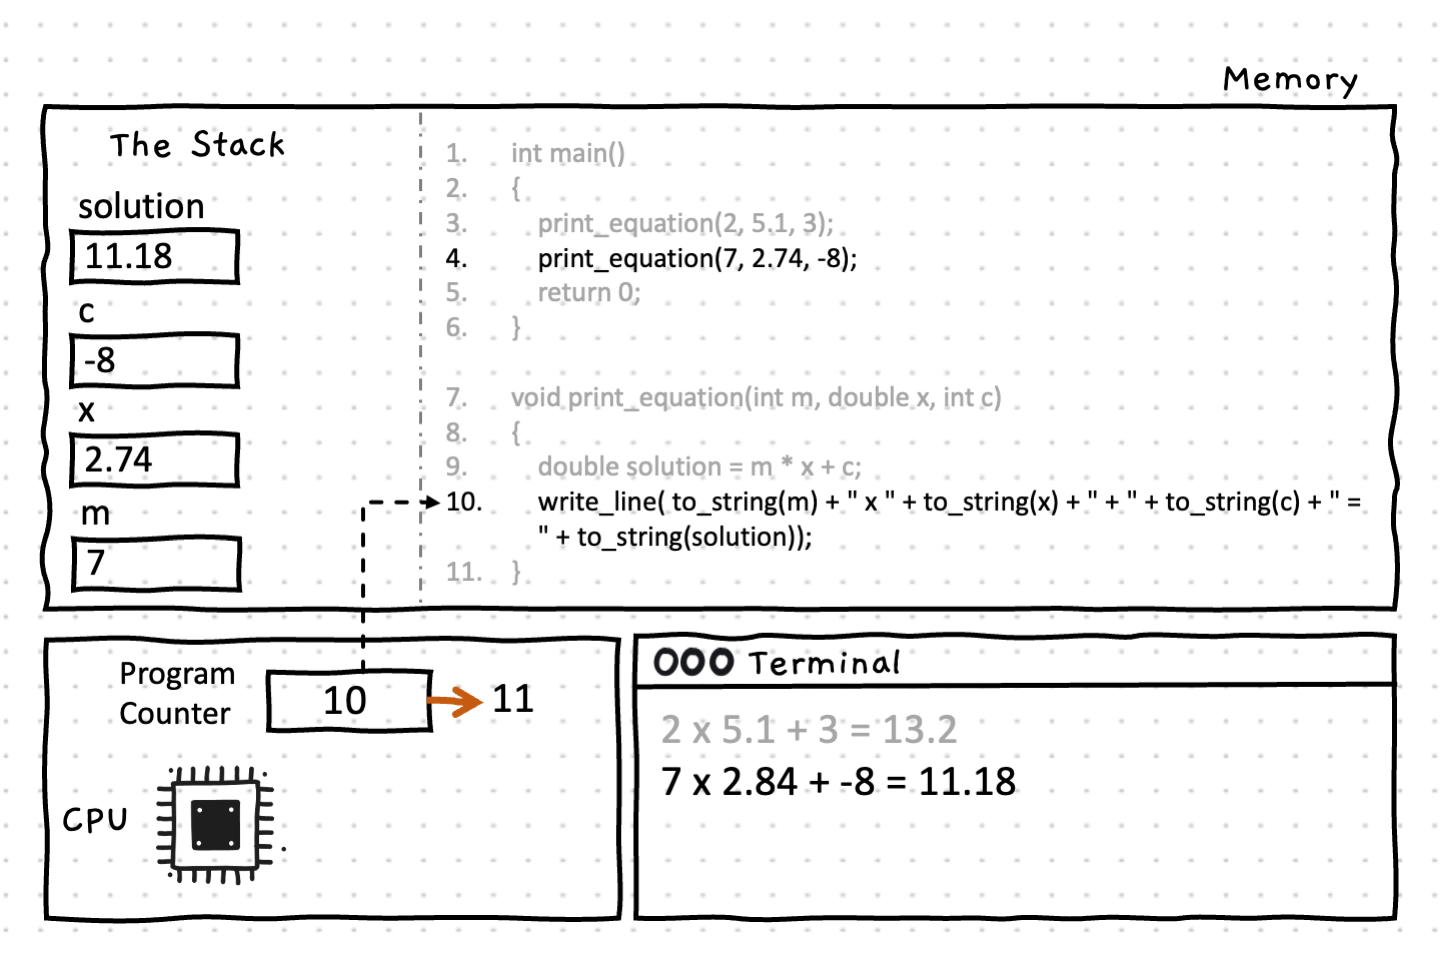 Memory
The Stack
solution
11.18
c
-8
x
2.74
m
7
1. int main()
2. {
3. print_equation(2, 5.1, 3);
4. print_equation(7, 2.74, -8);
5. return 0;
6. }
7. void print_equation(int m, double x, int c)
8. {
9. double solution = m * x + c;
10. write_line( to_string(m) + " x " + to_string(x) + " + " + to_string(c) + " =
" + to_string(solution));
11. }
Program
Counter
10
11
CPU
Terminal
2 x 5.1 + 3 = 13.2
7 x 2.84 + -8 = 11.18